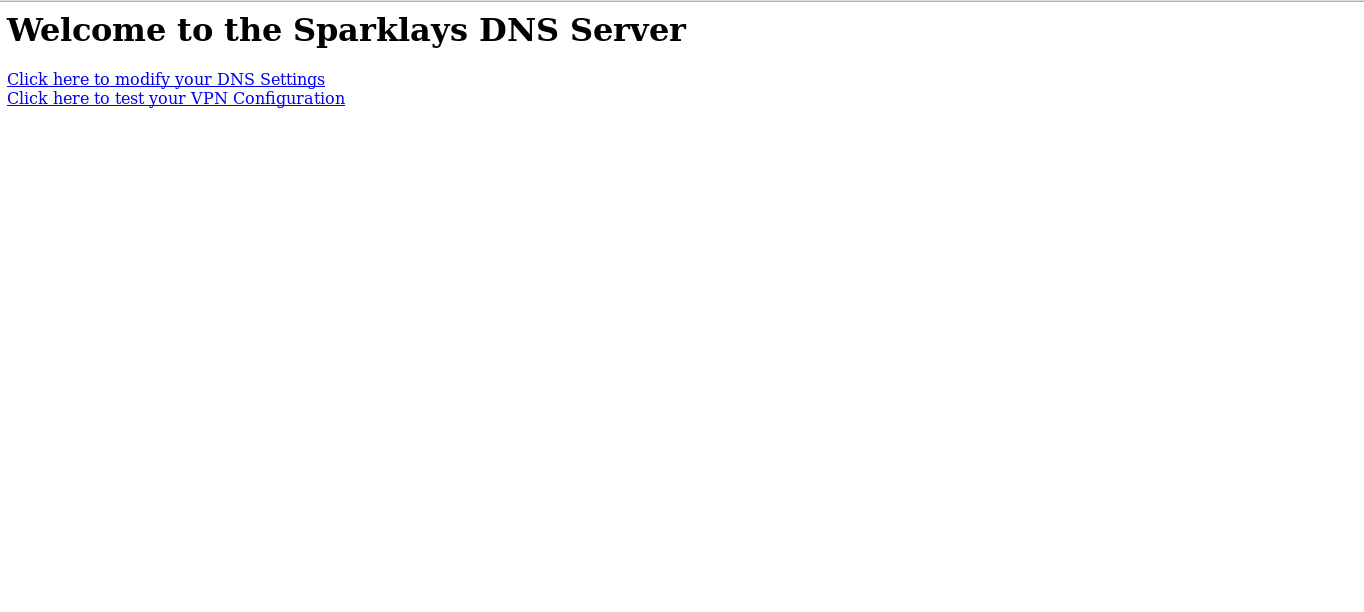 Welcome to the Sparklays DNS Server
Click here to modify your DNS Settings
Click here to test your VPN Configuration